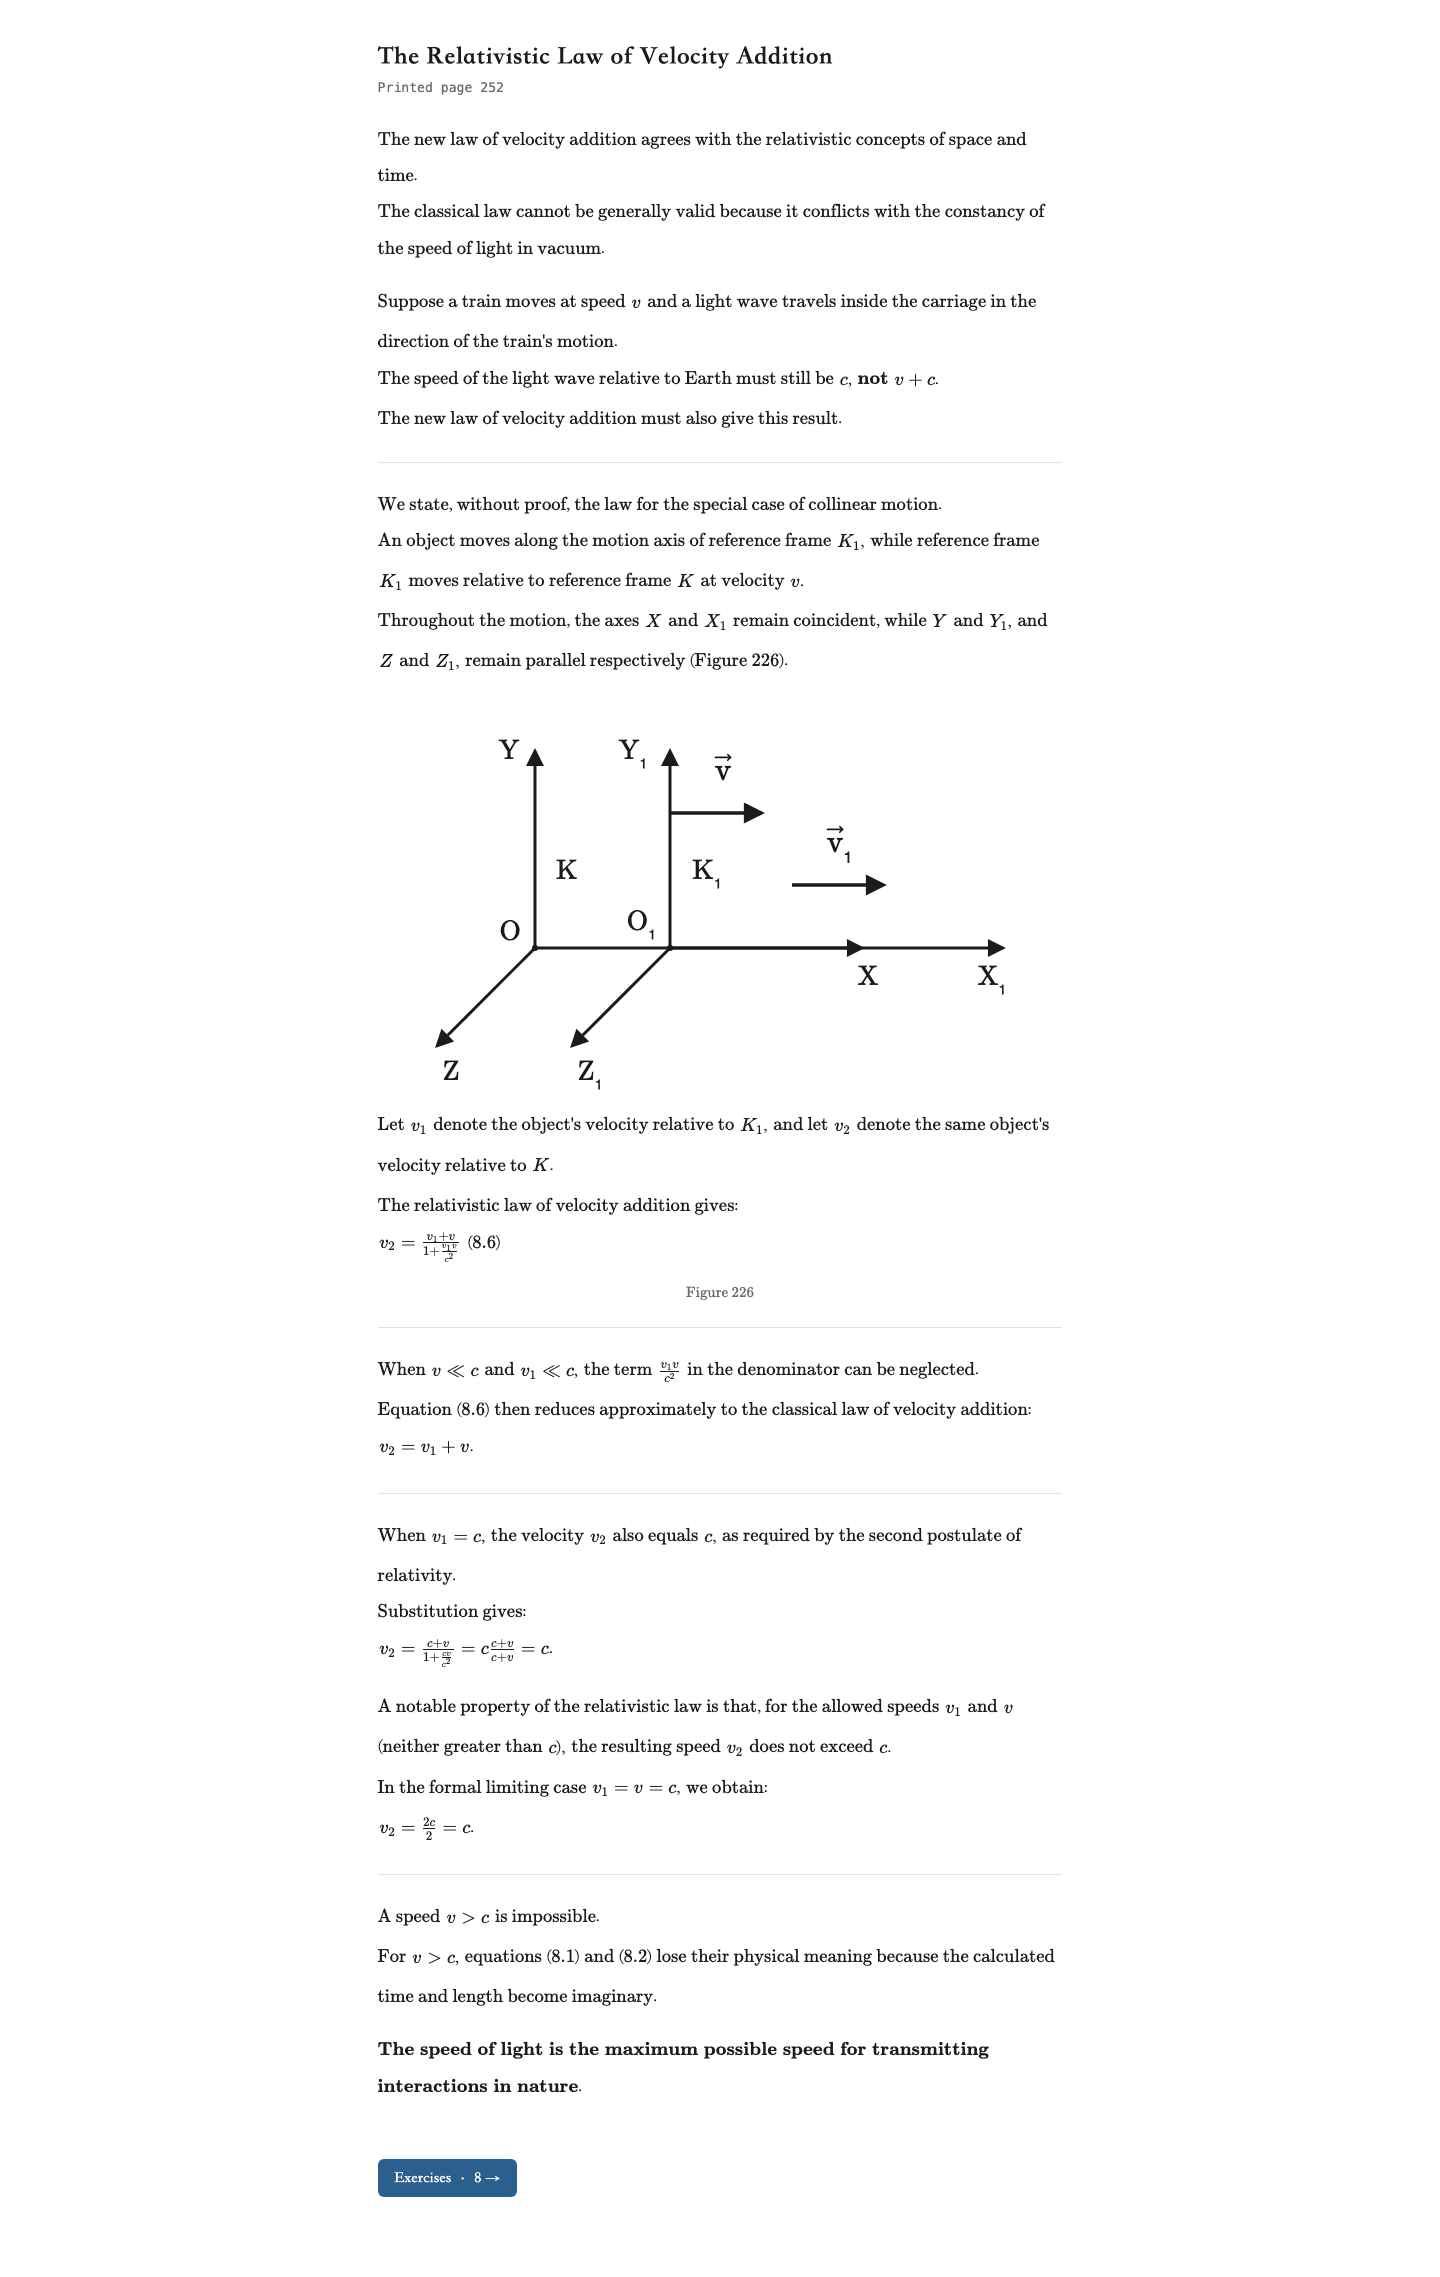 The Relativistic Law of Velocity Addition
Printed page 252
The new law of velocity addition agrees with the relativistic concepts of space and
time.
The classical law cannot be generally valid because it conflicts with the constancy of
the speed of light in vacuum.
Suppose a train moves at speed v and a light wave travels inside the carriage in the
direction of the train's motion.
The speed of the light wave relative to Earth must still be c, not v + c.
The new law of velocity addition must also give this result.
We state, without proof, the law for the special case of collinear motion.
An object moves along the motion axis of reference frame K₁, while reference frame
K₁ moves relative to reference frame K at velocity v.
Throughout the motion, the axes X and X₁ remain coincident, while Y and Y₁, and
Z and Z₁, remain parallel respectively (Figure 226).
Y Y₁ v⃗
v⃗₁
K K₁
O O₁
X X₁
Z Z₁
Let v₁ denote the object's velocity relative to K₁, and let v₂ denote the same object's
velocity relative to K.
The relativistic law of velocity addition gives:
v₂ = \frac{v₁+v}{1+\frac{v₁v}{c²}} (8.6)
Figure 226
When v ≪ c and v₁ ≪ c, the term \frac{v₁v}{c²} in the denominator can be neglected.
Equation (8.6) then reduces approximately to the classical law of velocity addition:
v₂ = v₁ + v.
When v₁ = c, the velocity v₂ also equals c, as required by the second postulate of
relativity.
Substitution gives:
v₂ = \frac{c+v}{1+\frac{cv}{c²}} = c\frac{c+v}{c+v} = c.
A notable property of the relativistic law is that, for the allowed speeds v₁ and v
(neither greater than c), the resulting speed v₂ does not exceed c.
In the formal limiting case v₁ = v = c, we obtain:
v₂ = \frac{2c}{2} = c.
A speed v > c is impossible.
For v > c, equations (8.1) and (8.2) lose their physical meaning because the calculated
time and length become imaginary.
The speed of light is the maximum possible speed for transmitting
interactions in nature.
Exercises · 8 →